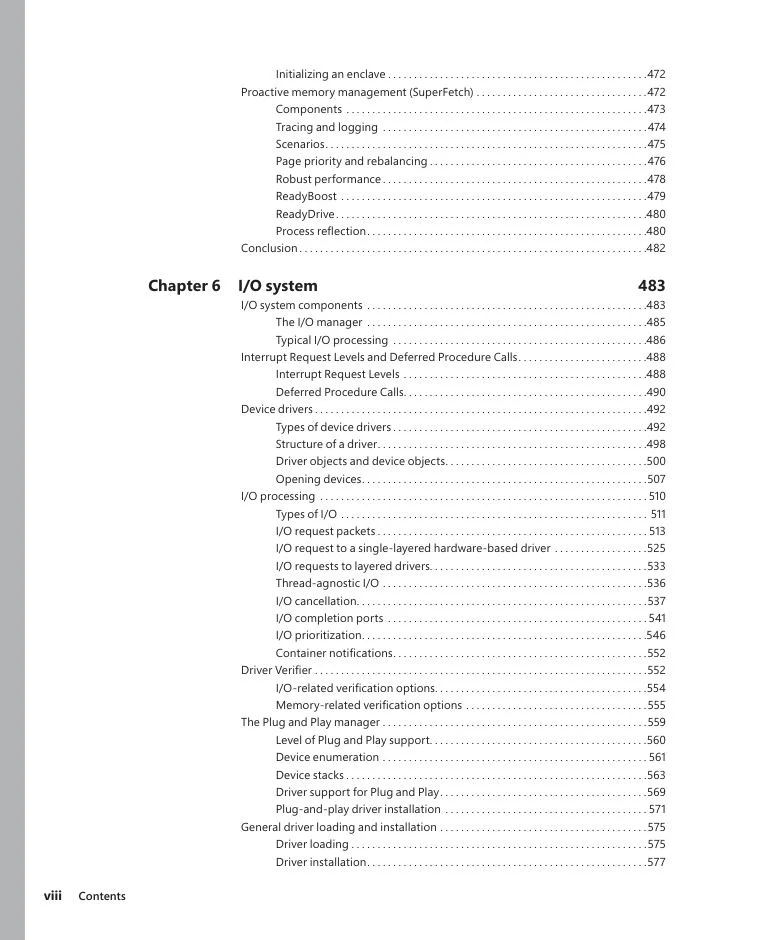 Initializing an enclave . . . . . . . . . . . . . . . . . . . . . . . . . . . . . . . . . . . . . . . . . . . . . . . . . .472
Proactive memory management (SuperFetch) . . . . . . . . . . . . . . . . . . . . . . . . . . . . . . . . .472
Components . . . . . . . . . . . . . . . . . . . . . . . . . . . . . . . . . . . . . . . . . . . . . . . . . . . . . . . . . .473
Tracing and logging . . . . . . . . . . . . . . . . . . . . . . . . . . . . . . . . . . . . . . . . . . . . . . . . . . .474
Scenarios. . . . . . . . . . . . . . . . . . . . . . . . . . . . . . . . . . . . . . . . . . . . . . . . . . . . . . . . . . . . . .475
Page priority and rebalancing . . . . . . . . . . . . . . . . . . . . . . . . . . . . . . . . . . . . . . . . . .476
Robust performance . . . . . . . . . . . . . . . . . . . . . . . . . . . . . . . . . . . . . . . . . . . . . . . . . . .478
ReadyBoost . . . . . . . . . . . . . . . . . . . . . . . . . . . . . . . . . . . . . . . . . . . . . . . . . . . . . . . . . . .479
ReadyDrive . . . . . . . . . . . . . . . . . . . . . . . . . . . . . . . . . . . . . . . . . . . . . . . . . . . . . . . . . . . .480
Process reflection. . . . . . . . . . . . . . . . . . . . . . . . . . . . . . . . . . . . . . . . . . . . . . . . . . . . . .480
Conclusion . . . . . . . . . . . . . . . . . . . . . . . . . . . . . . . . . . . . . . . . . . . . . . . . . . . . . . . . . . . . . . . . . . .482
Chapter 6 I/O system 483
I/O system components . . . . . . . . . . . . . . . . . . . . . . . . . . . . . . . . . . . . . . . . . . . . . . . . . . . . . .483
The I/O manager . . . . . . . . . . . . . . . . . . . . . . . . . . . . . . . . . . . . . . . . . . . . . . . . . . . . . .485
Typical I/O processing . . . . . . . . . . . . . . . . . . . . . . . . . . . . . . . . . . . . . . . . . . . . . . . . .486
Interrupt Request Levels and Deferred Procedure Calls. . . . . . . . . . . . . . . . . . . . . . . . .488
Interrupt Request Levels . . . . . . . . . . . . . . . . . . . . . . . . . . . . . . . . . . . . . . . . . . . . . . .488
Deferred Procedure Calls. . . . . . . . . . . . . . . . . . . . . . . . . . . . . . . . . . . . . . . . . . . . . . .490
Device drivers . . . . . . . . . . . . . . . . . . . . . . . . . . . . . . . . . . . . . . . . . . . . . . . . . . . . . . . . . . . . . . . .492
Types of device drivers . . . . . . . . . . . . . . . . . . . . . . . . . . . . . . . . . . . . . . . . . . . . . . . . .492
Structure of a driver. . . . . . . . . . . . . . . . . . . . . . . . . . . . . . . . . . . . . . . . . . . . . . . . . . . .498
Driver objects and device objects. . . . . . . . . . . . . . . . . . . . . . . . . . . . . . . . . . . . . . .500
Opening devices. . . . . . . . . . . . . . . . . . . . . . . . . . . . . . . . . . . . . . . . . . . . . . . . . . . . . . .507
I/O processing . . . . . . . . . . . . . . . . . . . . . . . . . . . . . . . . . . . . . . . . . . . . . . . . . . . . . . . . . . . . . . . 510
Types of I/O . . . . . . . . . . . . . . . . . . . . . . . . . . . . . . . . . . . . . . . . . . . . . . . . . . . . . . . . . . . 511
I/O request packets . . . . . . . . . . . . . . . . . . . . . . . . . . . . . . . . . . . . . . . . . . . . . . . . . . . . 513
I/O request to a single-layered hardware-based driver . . . . . . . . . . . . . . . . . .525
I/O requests to layered drivers. . . . . . . . . . . . . . . . . . . . . . . . . . . . . . . . . . . . . . . . . .533
Thread-agnostic I/O . . . . . . . . . . . . . . . . . . . . . . . . . . . . . . . . . . . . . . . . . . . . . . . . . . .536
I/O cancellation. . . . . . . . . . . . . . . . . . . . . . . . . . . . . . . . . . . . . . . . . . . . . . . . . . . . . . . .537
I/O completion ports . . . . . . . . . . . . . . . . . . . . . . . . . . . . . . . . . . . . . . . . . . . . . . . . . . 541
I/O prioritization. . . . . . . . . . . . . . . . . . . . . . . . . . . . . . . . . . . . . . . . . . . . . . . . . . . . . . .546
Container notifications. . . . . . . . . . . . . . . . . . . . . . . . . . . . . . . . . . . . . . . . . . . . . . . . .552
Driver Verifier . . . . . . . . . . . . . . . . . . . . . . . . . . . . . . . . . . . . . . . . . . . . . . . . . . . . . . . . . . . . . . . .552
I/O-related verification options. . . . . . . . . . . . . . . . . . . . . . . . . . . . . . . . . . . . . . . . .554
Memory-related verification options . . . . . . . . . . . . . . . . . . . . . . . . . . . . . . . . . . .555
The Plug and Play manager . . . . . . . . . . . . . . . . . . . . . . . . . . . . . . . . . . . . . . . . . . . . . . . . . . .559
Level of Plug and Play support. . . . . . . . . . . . . . . . . . . . . . . . . . . . . . . . . . . . . . . . . .560
Device enumeration . . . . . . . . . . . . . . . . . . . . . . . . . . . . . . . . . . . . . . . . . . . . . . . . . . . 561
Device stacks . . . . . . . . . . . . . . . . . . . . . . . . . . . . . . . . . . . . . . . . . . . . . . . . . . . . . . . . . .563
Driver support for Plug and Play. . . . . . . . . . . . . . . . . . . . . . . . . . . . . . . . . . . . . . . .569
Plug-and-play driver installation . . . . . . . . . . . . . . . . . . . . . . . . . . . . . . . . . . . . . . . 571
General driver loading and installation . . . . . . . . . . . . . . . . . . . . . . . . . . . . . . . . . . . . . . . .575
Driver loading . . . . . . . . . . . . . . . . . . . . . . . . . . . . . . . . . . . . . . . . . . . . . . . . . . . . . . . . .575
Driver installation. . . . . . . . . . . . . . . . . . . . . . . . . . . . . . . . . . . . . . . . . . . . . . . . . . . . . .577
viii Contents